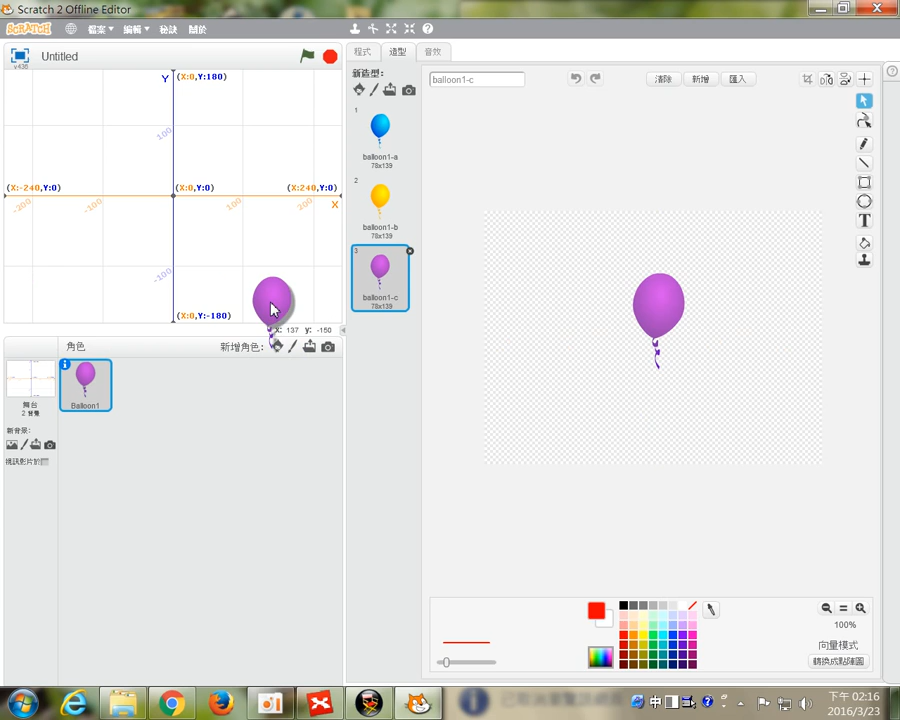 Scratch 2 Offline Editor
SCRATCH
檔案
編輯
秘訣
關於
v438
Untitled
程式
造型
音效
Y
(X:0,Y:180)
100
(X:-240,Y:0)
(X:0,Y:0)
(X:240,Y:0)
-200
-100
100
200
X
-100
(X:0,Y:-180)
x: 137 y: -150
新造型:
1
balloon1-a
78x139
2
balloon1-b
78x139
3
balloon1-c
78x139
balloon1-c
清除
新增
匯入
T
角色
新增角色:
舞台
2 背景
新背景:
Balloon1
100%
向量模式
轉換成點陣圖
中
下午 02:16
2016/3/23